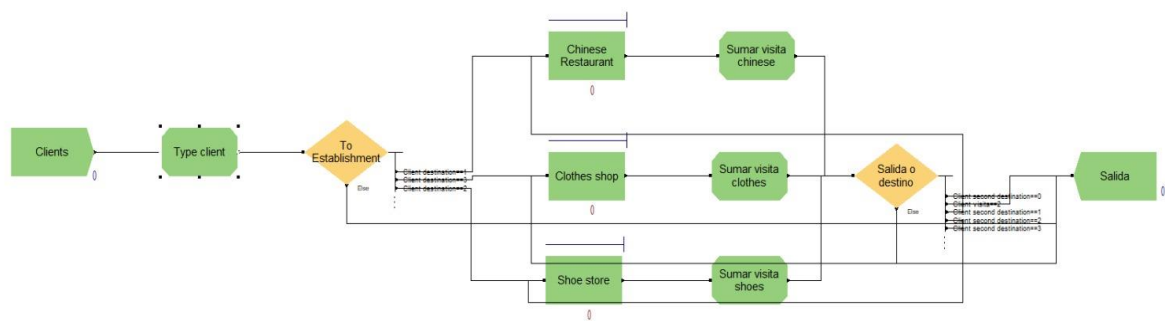 Chinese
Restaurant
0
Sumar visita
chinese
Clients
0
Type client
To
Establishment
Client destination==1
Client destination==3
Client destination==2
Else
Clothes shop
0
Sumar visita
clothes
Salida o
destino
Client second destination==0
Client visita==2
Client second destination==1
Client second destination==2
Client second destination==3
Else
Salida
0
Shoe store
0
Sumar visita
shoes